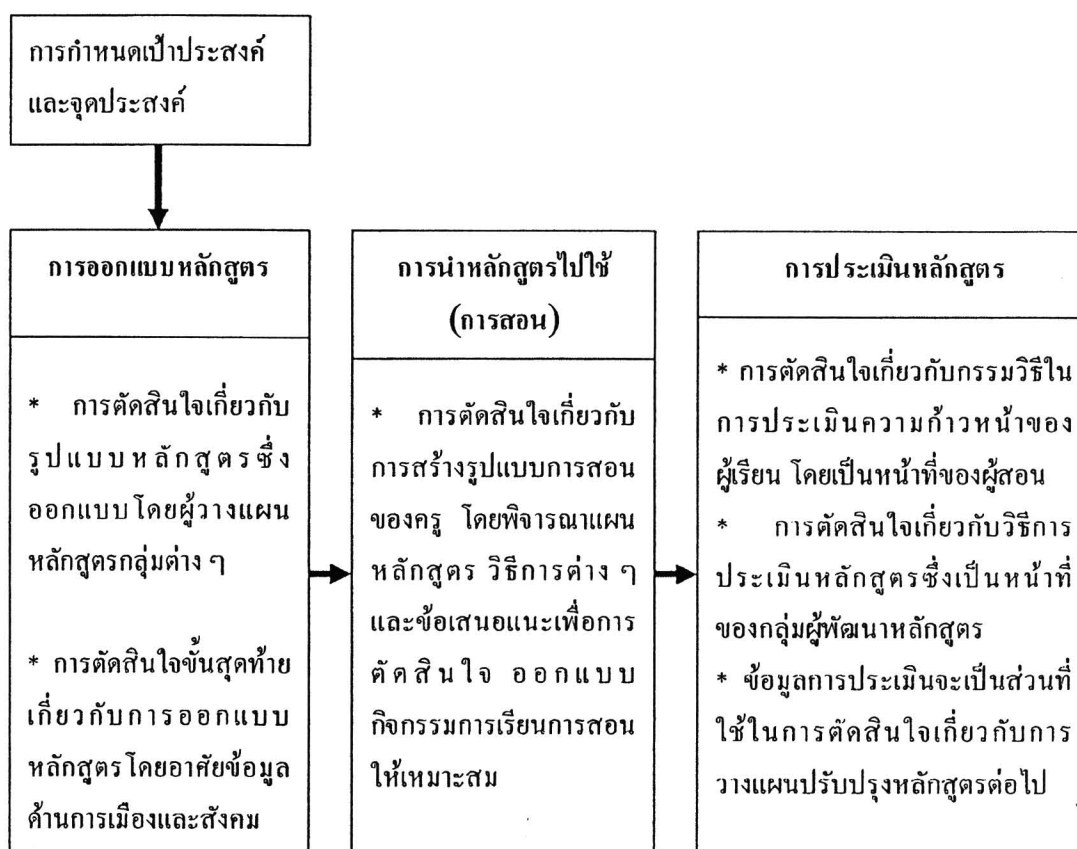 การกำหนดเป้าประสงค์
และจุดประสงค์
การออกแบบหลักสูตร
* การตัดสินใจเกี่ยวกับ
รูปแบบหลักสูตรซึ่ง
ออกแบบโดยผู้วางแผน
หลักสูตรกลุ่มต่าง ๆ
* การตัดสินใจขั้นสุดท้าย
เกี่ยวกับการออกแบบ
หลักสูตรโดยอาศัยข้อมูล
ด้านการเมืองและสังคม
การนำหลักสูตรไปใช้
(การสอน)
* การตัดสินใจเกี่ยวกับ
การสร้างรูปแบบการสอน
ของครู โดยพิจารณาแผน
หลักสูตร วิธีการต่าง ๆ
และข้อเสนอแนะเพื่อการ
ตัดสินใจ ออกแบบ
กิจกรรมการเรียนการสอน
ให้เหมาะสม
การประเมินหลักสูตร
* การตัดสินใจเกี่ยวกับกรรมวิธีใน
การประเมินความก้าวหน้าของ
ผู้เรียน โดยเป็นหน้าที่ของผู้สอน
* การตัดสินใจเกี่ยวกับวิธีการ
ประเมินหลักสูตรซึ่งเป็นหน้าที่
ของกลุ่มผู้พัฒนาหลักสูตร
* ข้อมูลการประเมินจะเป็นส่วนที่
ใช้ในการตัดสินใจเกี่ยวกับการ
วางแผนปรับปรุงหลักสูตรต่อไป